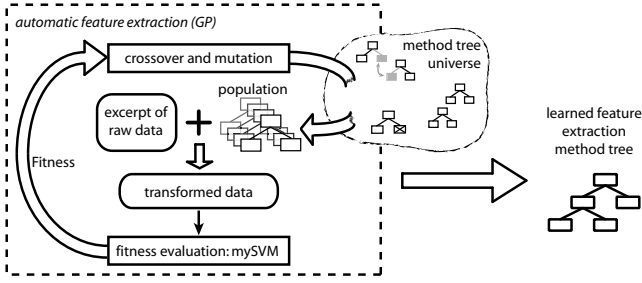 automatic feature extraction (GP)
crossover and mutation
method tree
universe
population
excerpt of
raw data
Fitness
transformed data
fitness evaluation: mySVM
learned feature
extraction
method tree